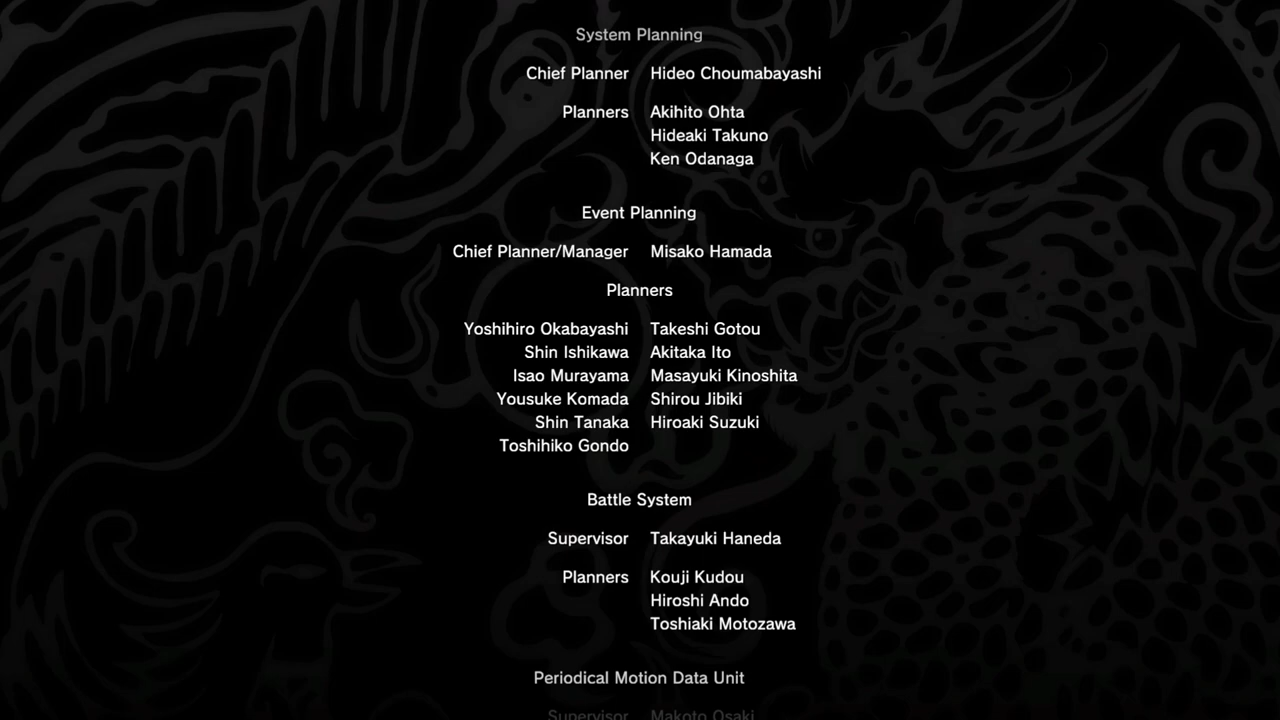 System Planning
Chief Planner Hideo Choumabayashi
Planners Akihito Ohta
Hideaki Takuno
Ken Odanaga
Event Planning
Chief Planner/Manager Misako Hamada
Planners
Yoshihiro Okabayashi Takeshi Gotou
Shin Ishikawa Akitaka Ito
Isao Murayama Masayuki Kinoshita
Yousuke Komada Shirou Jibiki
Shin Tanaka Hiroaki Suzuki
Toshihiko Gondo
Battle System
Supervisor Takayuki Haneda
Planners Kouji Kudou
Hiroshi Ando
Toshiaki Motozawa
Periodical Motion Data Unit
Supervisor Makoto Osaki